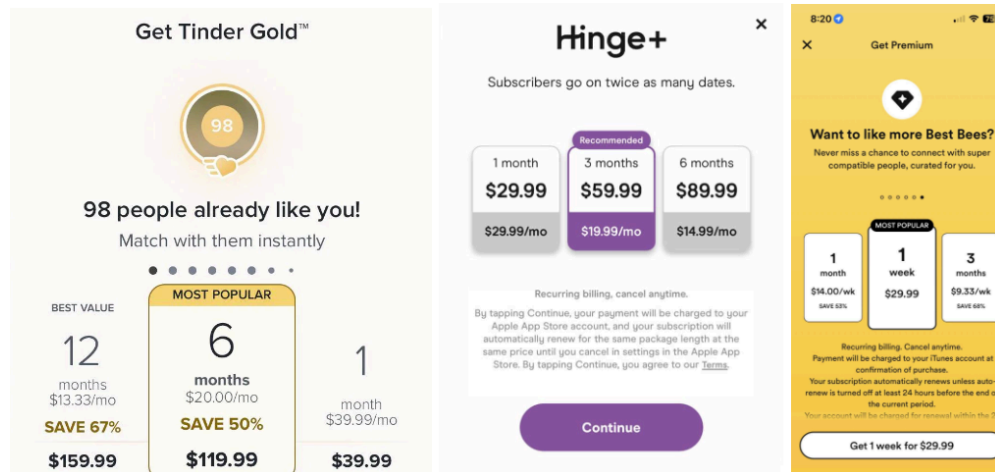 Get Tinder Gold™
98
98 people already like you!
Match with them instantly
BEST VALUE
12
months
$13.33/mo
SAVE 67%
$159.99
MOST POPULAR
6
months
$20.00/mo
SAVE 50%
$119.99
1
month
$39.99/mo
$39.99
Hinge+
Subscribers go on twice as many dates.
1 month
$29.99
$29.99/mo
Recommended
3 months
$59.99
$19.99/mo
6 months
$89.99
$14.99/mo
Recurring billing, cancel anytime.
By tapping Continue, your payment will be charged to your
Apple App Store account, and your subscription will
automatically renew for the same package length at the
same price until you cancel in settings in the Apple App
Store. By tapping Continue, you agree to our Terms.
Continue
8:20
Get Premium
Want to like more Best Bees?
Never miss a chance to connect with super
compatible people, curated for you.
1
month
$14.00/wk
SAVE 53%
MOST POPULAR
1
week
$29.99
3
months
$9.33/wk
SAVE 68%
Recurring billing. Cancel anytime.
Payment will be charged to your iTunes account at
confirmation of purchase.
Your subscription automatically renews unless auto-
renew is turned off at least 24 hours before the end o
the current period.
Your account will be charged for renewal within the 2
Get 1 week for $29.99